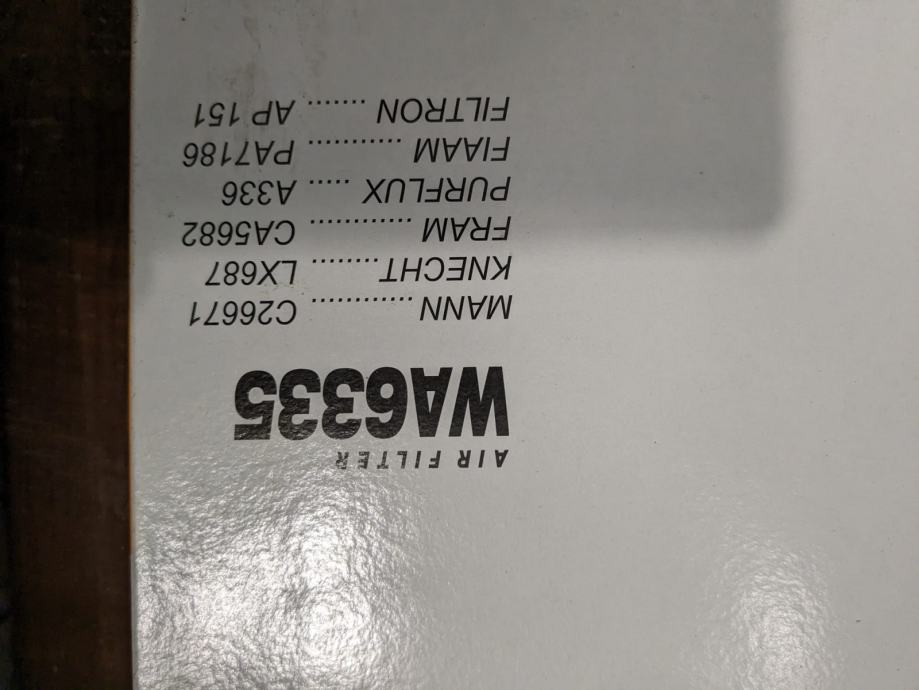 AIR FILTER
WA6335
MANN ............ C26671
KNECHT ......... LX687
FRAM ............ CA5682
PURFLUX ..... A336
FIAAM ............ PA7186
FILTRON ....... AP 151